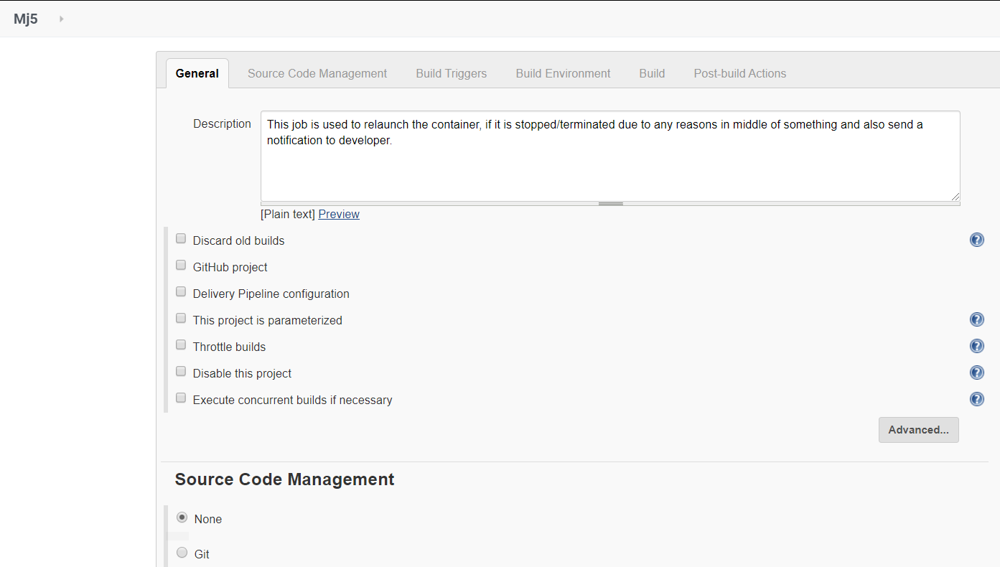 Mj5
General Source Code Management Build Triggers Build Environment Build Post-build Actions
Description
This job is used to relaunch the container, if it is stopped/terminated due to any reasons in middle of something and also send a
notification to developer.
[Plain text] Preview
Discard old builds
GitHub project
Delivery Pipeline configuration
This project is parameterized
Throttle builds
Disable this project
Execute concurrent builds if necessary
Advanced...
Source Code Management
None
Git